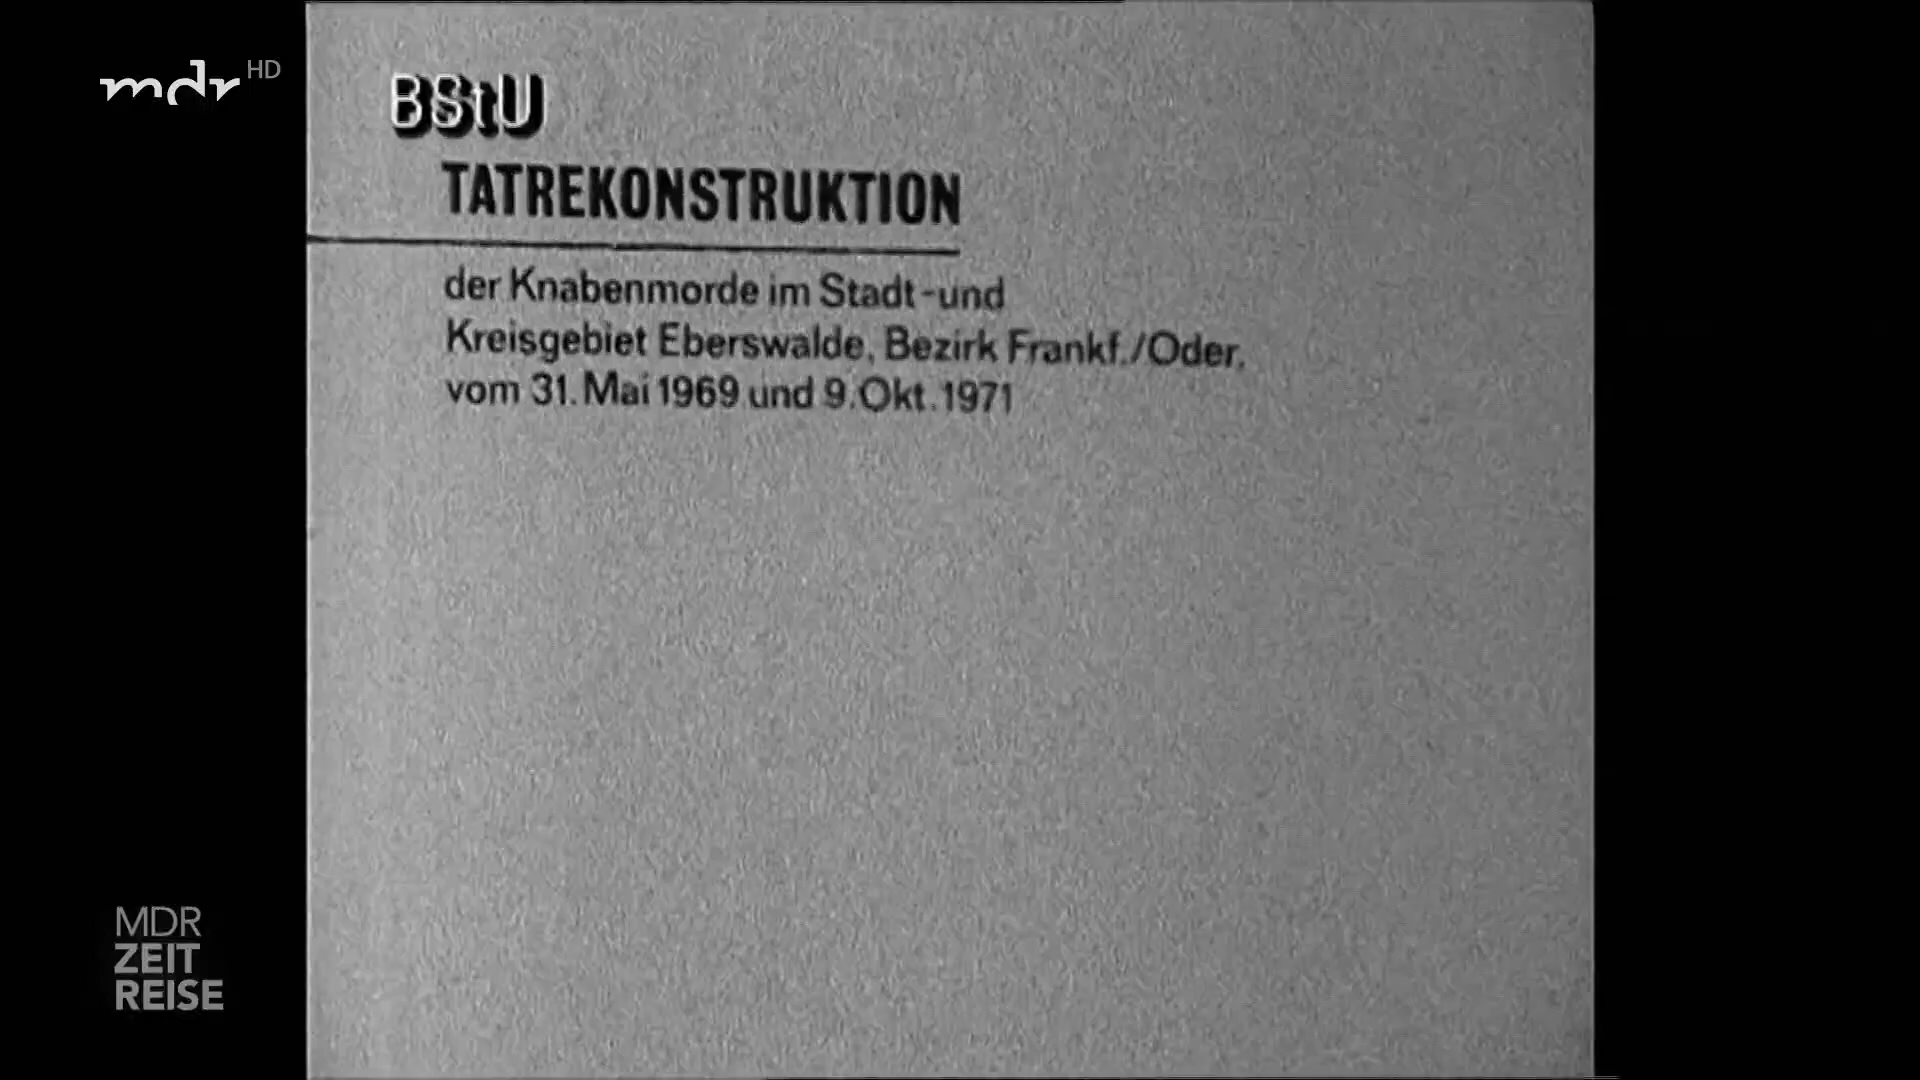 mdr HD
BStU
TATREKONSTRUKTION
der Knabenmorde im Stadt-und
Kreisgebiet Eberswalde, Bezirk Frankf./Oder,
vom 31. Mai 1969 und 9. Okt. 1971
MDR
ZEIT
REISE